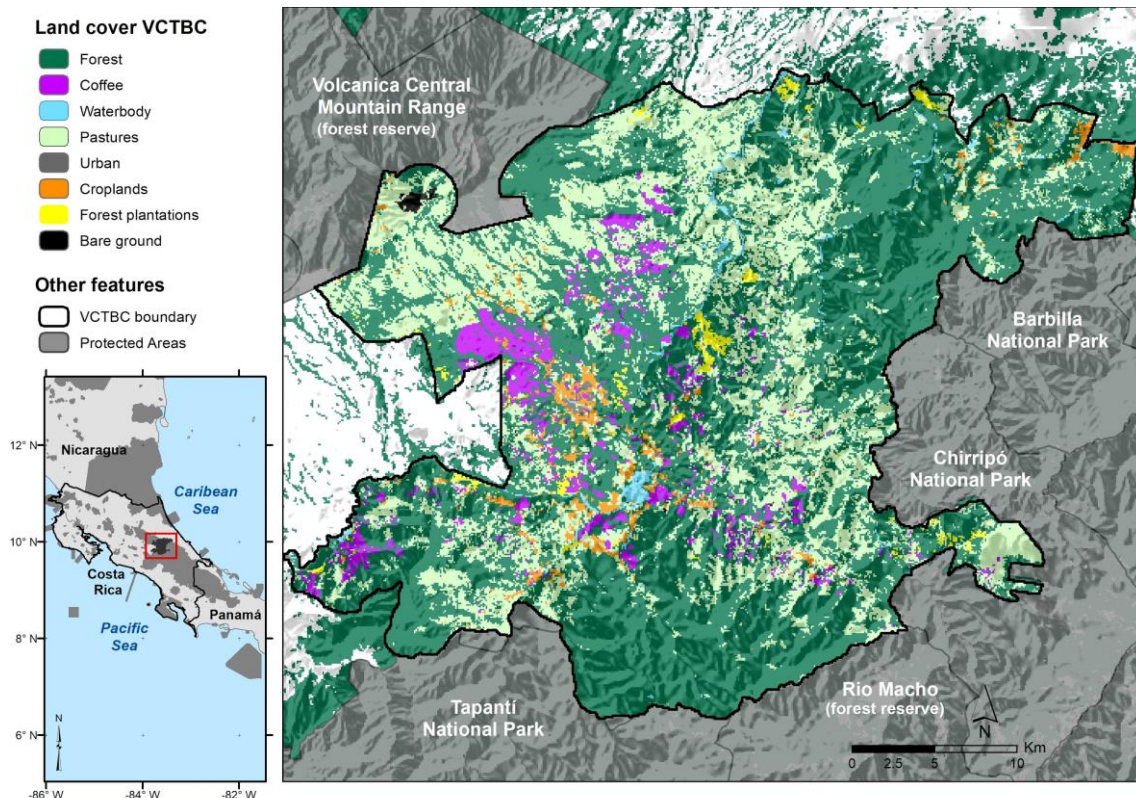 Land cover VCTBC
Forest
Coffee
Waterbody
Pastures
Urban
Croplands
Forest plantations
Bare ground
Other features
VCTBC boundary
Protected Areas
12° N
10° N
8° N
6° N
-86° W
-84° W
-82° W
Nicaragua
Caribean
Sea
Costa
Rica
Panamá
Pacific
Sea
N
Volcanica Central
Mountain Range
(forest reserve)
Barbilla
National Park
Chirripó
National Park
Rio Macho
(forest reserve)
Tapantí
National Park
N
Km
0 2.5 5 10